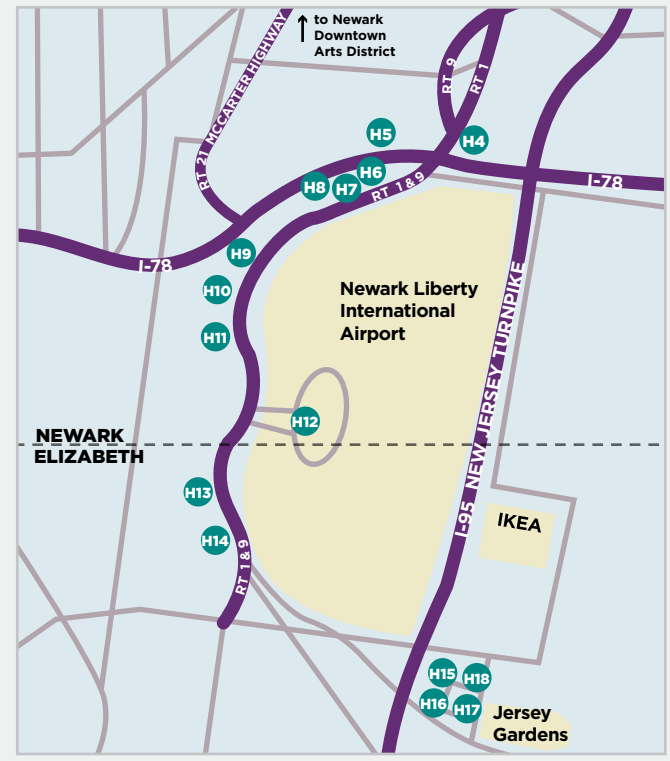 to Newark
Downtown
Arts District
RT 21 MCCARTER HIGHWAY
RT 9
RT 1
H5
H4
H6
H8
H7
RT 1&9
I-78
H9
I-78
H10
Newark Liberty
International
Airport
H11
H12
NEWARK
ELIZABETH
I-95 NEW JERSEY TURNPIKE
H13
IKEA
H14
RT 1&9
H15
H18
H16
H17
Jersey
Gardens